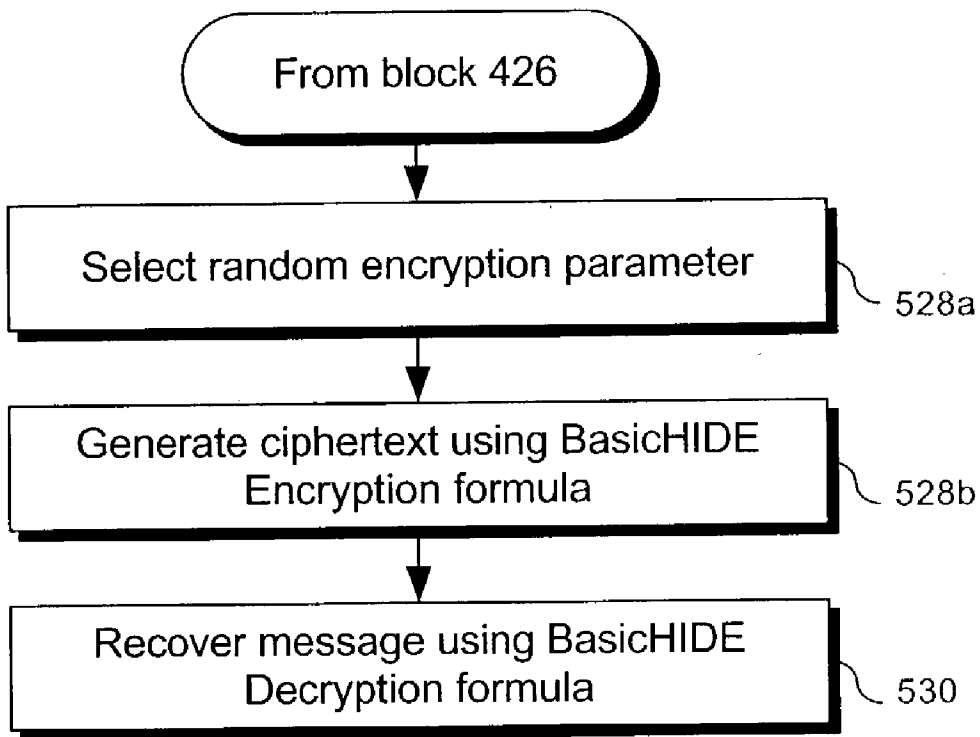 From block 426
Select random encryption parameter
528a
Generate ciphertext using BasicHIDE
Encryption formula
528b
Recover message using BasicHIDE
Decryption formula
530